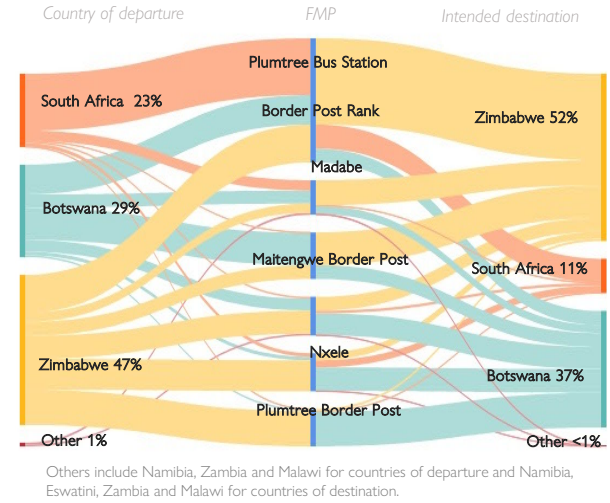 Country of departure
FMP
Intended destination
Plumtree Bus Station
South Africa 23%
Border Post Rank
Zimbabwe 52%
Madabe
Botswana 29%
Maitengwe Border Post
South Africa 11%
Nxele
Zimbabwe 47%
Botswana 37%
Plumtree Border Post
Other 1%
Other <1%
Others include Namibia, Zambia and Malawi for countries of departure and Namibia,
Eswatini, Zambia and Malawi for countries of destination.